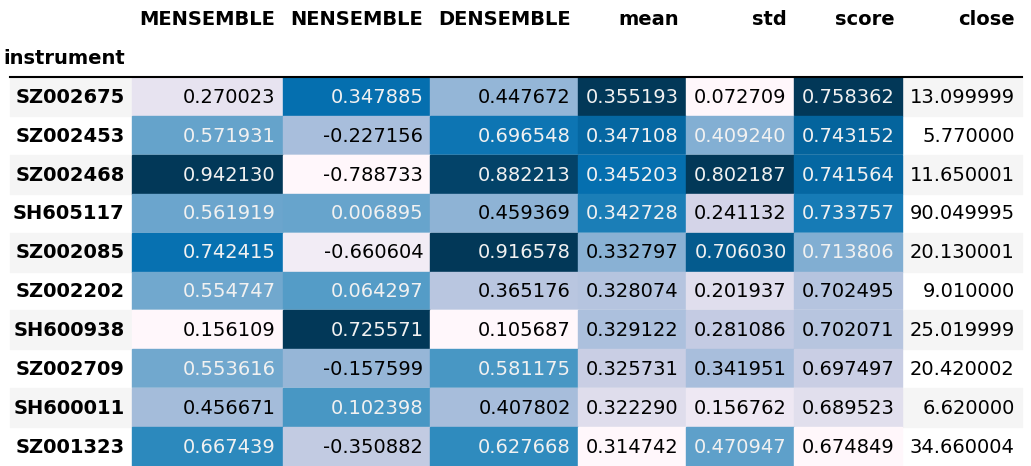 MENSEMBLE NENSEMBLE DENSEMBLE mean std score close
instrument
SZ002675 0.270023 0.347885 0.447672 0.355193 0.072709 0.758362 13.099999
SZ002453 0.571931 -0.227156 0.696548 0.347108 0.409240 0.743152 5.770000
SZ002468 0.942130 -0.788733 0.882213 0.345203 0.802187 0.741564 11.650001
SH605117 0.561919 0.006895 0.459369 0.342728 0.241132 0.733757 90.049995
SZ002085 0.742415 -0.660604 0.916578 0.332797 0.706030 0.713806 20.130001
SZ002202 0.554747 0.064297 0.365176 0.328074 0.201937 0.702495 9.010000
SH600938 0.156109 0.725571 0.105687 0.329122 0.281086 0.702071 25.019999
SZ002709 0.553616 -0.157599 0.581175 0.325731 0.341951 0.697497 20.420002
SH600011 0.456671 0.102398 0.407802 0.322290 0.156762 0.689523 6.620000
SZ001323 0.667439 -0.350882 0.627668 0.314742 0.470947 0.674849 34.660004